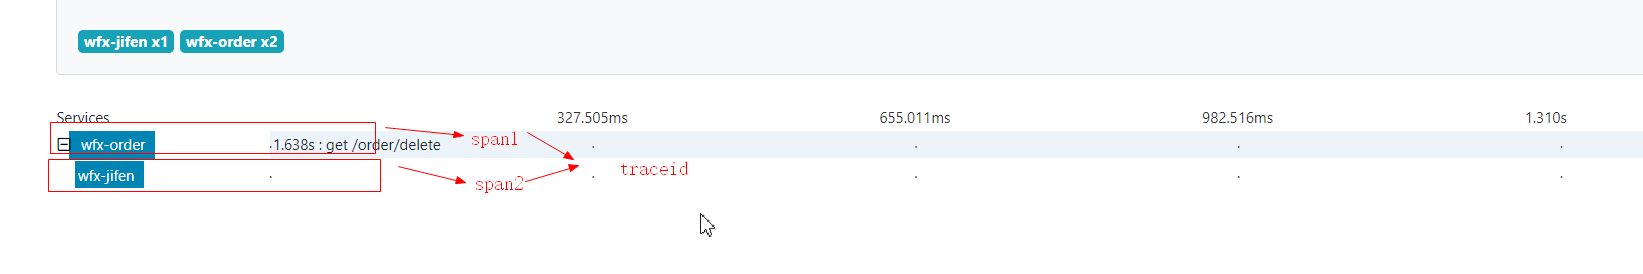 wfx-jifen x1 wfx-order x2
Services 327.505ms 655.011ms 982.516ms 1.310s
wfx-order .1.638s : get /order/delete span1
wfx-jifen span2 traceid